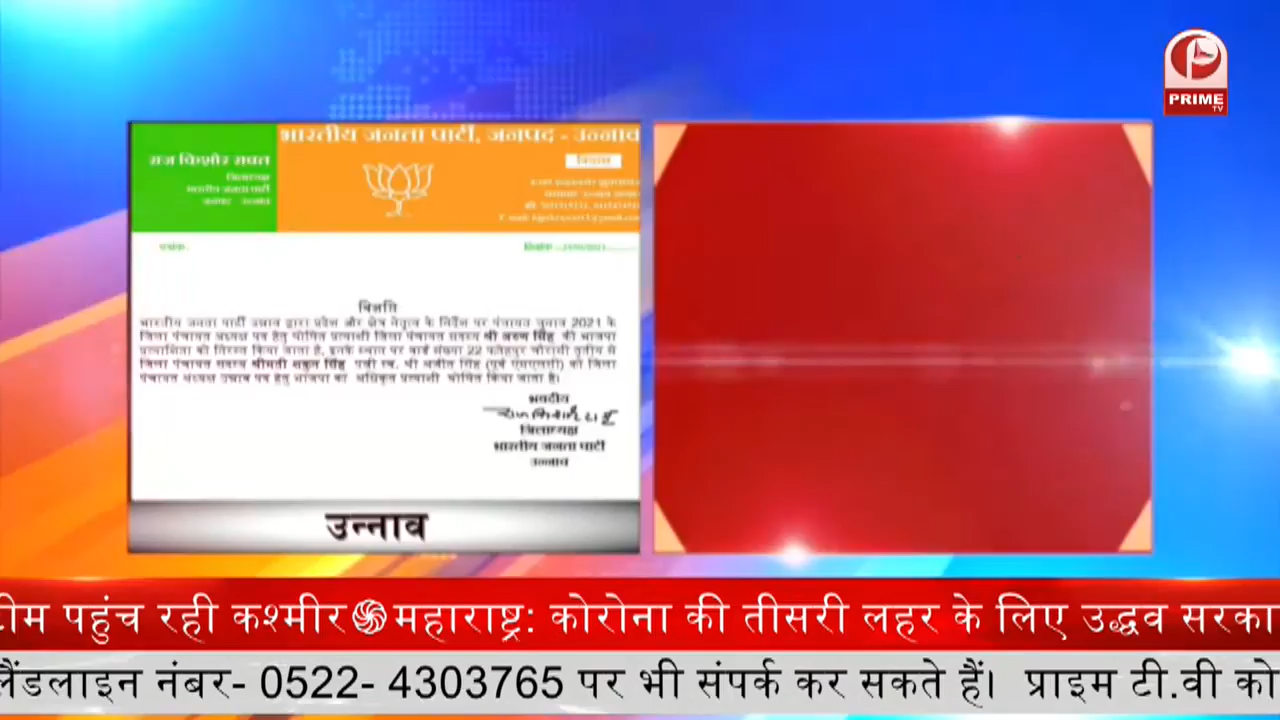 PRIME
TV
भारतीय जनता पार्टी, जनपद - उन्नाव
राज किशोर रावत
जिलाध्यक्ष
भारतीय जनता पार्टी
जनपद - उन्नाव
निवास
पत्रांक
दिनांक
विज्ञप्ति
भारतीय जनता पार्टी उन्नाव द्वारा प्रदेश और क्षेत्र नेतृत्व के निर्देश पर पंचायत चुनाव 2021 के
जिला पंचायत अध्यक्ष पद हेतु घोषित प्रत्याशी जिला पंचायत सदस्य श्री अरुण सिंह की भाजपा
प्रत्याशिता को निरस्त किया जाता है, इनके स्थान पर वार्ड संख्या 22 फतेहपुर चौरासी तृतीय से
जिला पंचायत सदस्य श्रीमती शकुन सिंह पत्नी स्व. श्री अजीत सिंह (पूर्व एमएलसी) को जिला
पंचायत अध्यक्ष उन्नाव पद हेतु भाजपा का अधिकृत प्रत्याशी घोषित किया जाता है।
भवदीय
जिलाध्यक्ष
भारतीय जनता पार्टी
उन्नाव
उन्नाव
टीम पहुंच रही कश्मीर महाराष्ट्र: कोरोना की तीसरी लहर के लिए उद्धव सरका
लैंडलाइन नंबर- 0522- 4303765 पर भी संपर्क कर सकते हैं। प्राइम टी.वी को